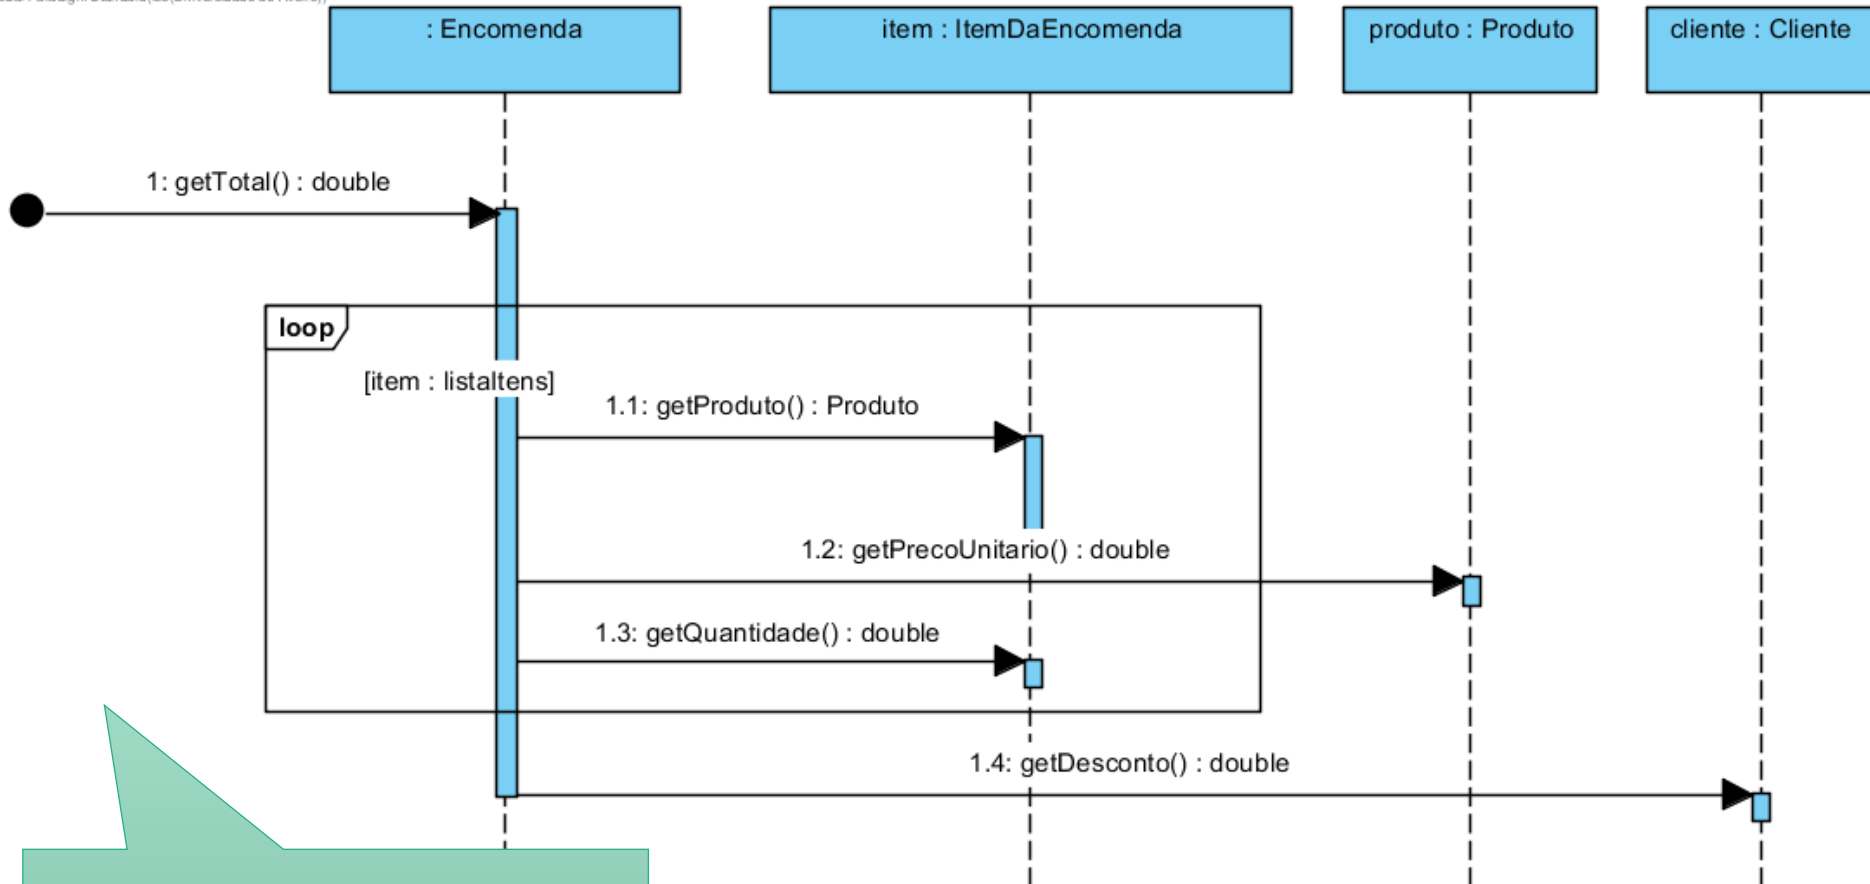 : Encomenda
item : ItemDaEncomenda
produto : Produto
cliente : Cliente
1: getTotal() : double
loop
[item : listaItens]
1.1: getProduto() : Produto
1.2: getPrecoUnitario() : double
1.3: getQuantidade() : double
1.4: getDesconto() : double